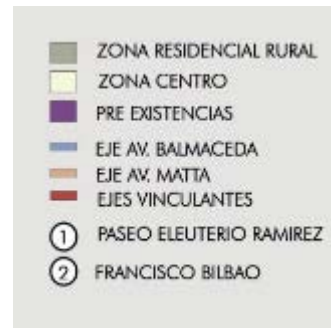 ZONA RESIDENCIAL RURAL
ZONA CENTRO
PRE EXISTENCIAS
EJE AV. BALMACEDA
EJE AV. MATTA
EJES VINCULANTES
1 PASEO ELEUTERIO RAMIREZ
2 FRANCISCO BILBAO